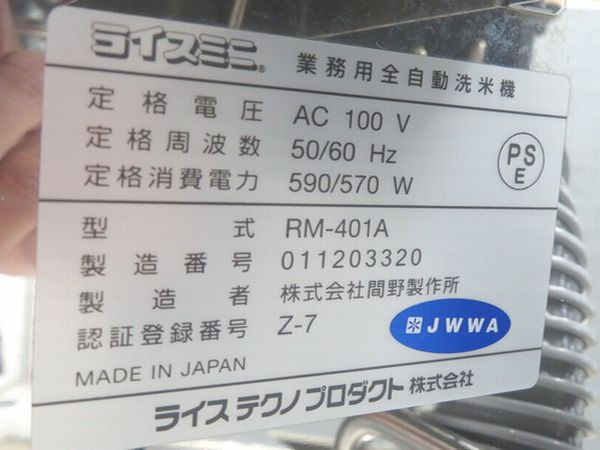 ライスミニ® 業務用全自動洗米機
定格電圧 AC 100 V
定格周波数 50/60 Hz
定格消費電力 590/570 W
PS
E
型式 RM-401A
製造番号 011203320
製造者 株式会社間野製作所
認証登録番号 Z-7
JWWA
MADE IN JAPAN
ライステクノプロダクト株式会社